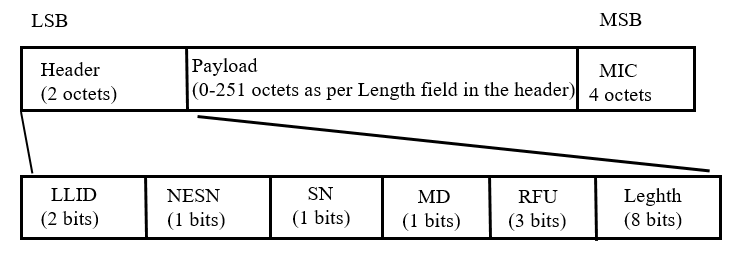 LSB MSB
Header Payload MIC
(2 octets) (0-251 octets as per Length field in the header) 4 octets
LLID NESN SN MD RFU Leghth
(2 bits) (1 bits) (1 bits) (1 bits) (3 bits) (8 bits)